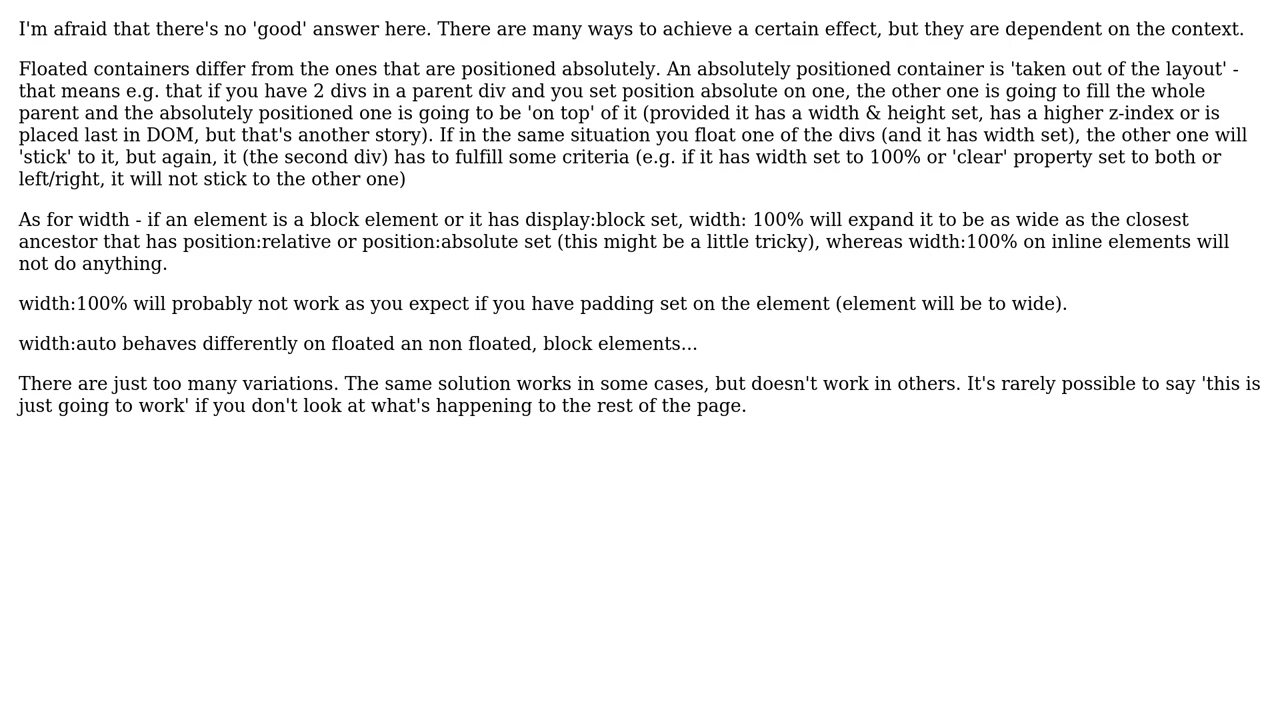 I'm afraid that there's no 'good' answer here. There are many ways to achieve a certain effect, but they are dependent on the context.
Floated containers differ from the ones that are positioned absolutely. An absolutely positioned container is 'taken out of the layout' -
that means e.g. that if you have 2 divs in a parent div and you set position absolute on one, the other one is going to fill the whole
parent and the absolutely positioned one is going to be 'on top' of it (provided it has a width & height set, has a higher z-index or is
placed last in DOM, but that's another story). If in the same situation you float one of the divs (and it has width set), the other one will
'stick' to it, but again, it (the second div) has to fulfill some criteria (e.g. if it has width set to 100% or 'clear' property set to both or
left/right, it will not stick to the other one)
As for width - if an element is a block element or it has display:block set, width: 100% will expand it to be as wide as the closest
ancestor that has position:relative or position:absolute set (this might be a little tricky), whereas width:100% on inline elements will
not do anything.
width:100% will probably not work as you expect if you have padding set on the element (element will be to wide).
width:auto behaves differently on floated an non floated, block elements...
There are just too many variations. The same solution works in some cases, but doesn't work in others. It's rarely possible to say 'this is
just going to work' if you don't look at what's happening to the rest of the page.